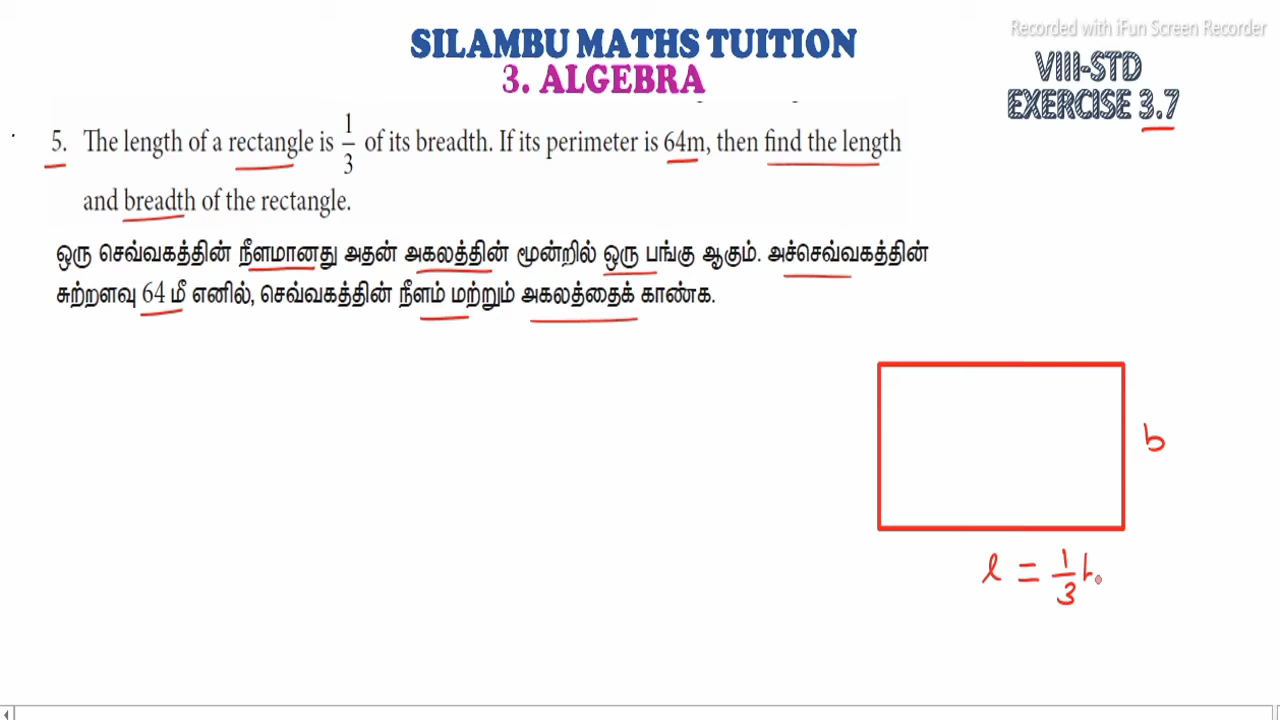 Recorded with iFun Screen Recorder
SILAMBU MATHS TUITION
3. ALGEBRA
VIII-STD
EXERCISE 3.7
5. The length of a rectangle is 1/3 of its breadth. If its perimeter is 64m, then find the length
and breadth of the rectangle.
ஒரு செவ்வகத்தின் நீளமானது அதன் அகலத்தின் மூன்றில் ஒரு பங்கு ஆகும். அச்செவ்வகத்தின்
சுற்றளவு 64 மீ எனில், செவ்வகத்தின் நீளம் மற்றும் அகலத்தைக் காண்க.
b
l = 1/3